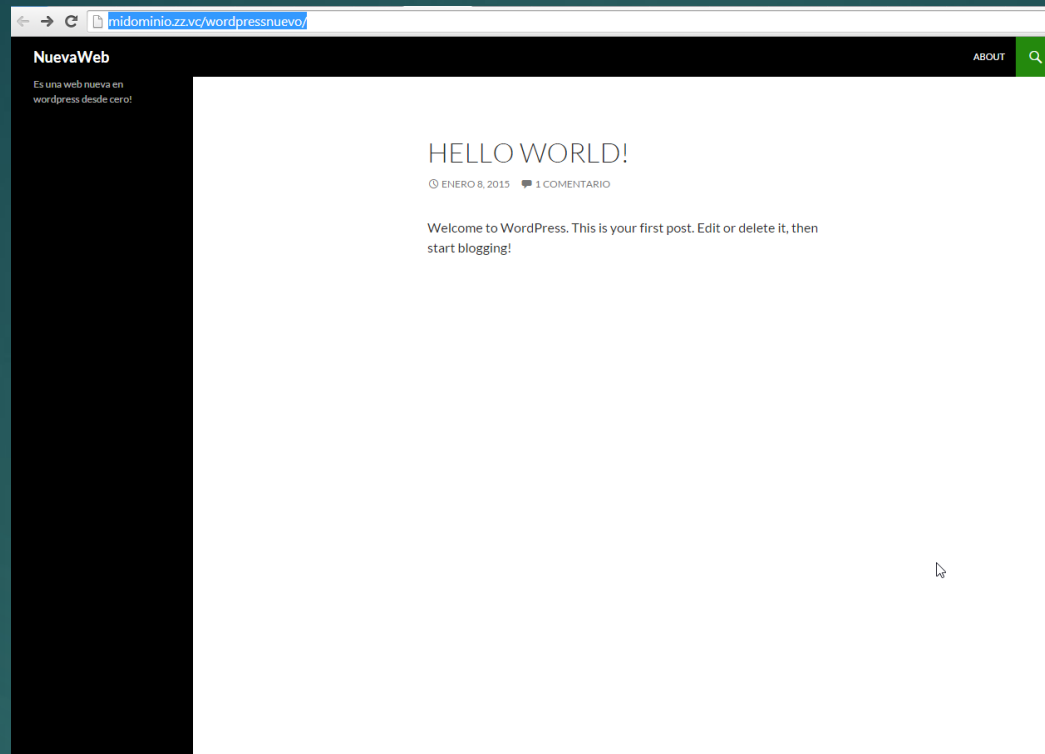 midominio.zz.vc/wordpressnuevo/
NuevaWeb
ABOUT
Es una web nueva en
wordpress desde cero!
HELLO WORLD!
ENERO 8, 2015 1 COMENTARIO
Welcome to WordPress. This is your first post. Edit or delete it, then
start blogging!